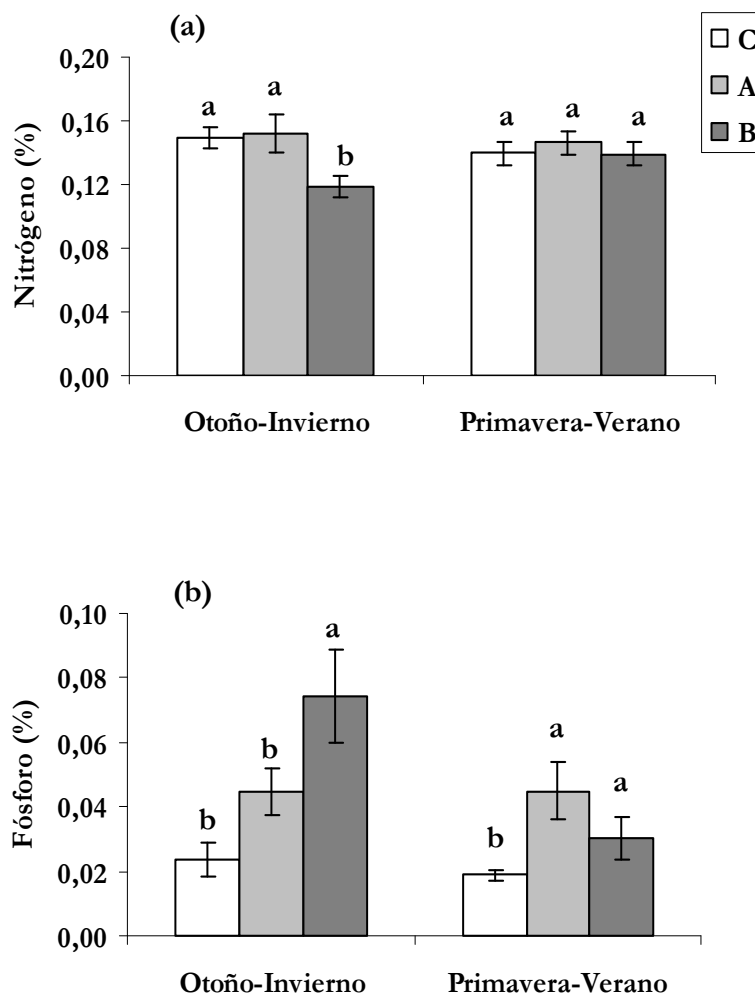 (a)
C
A
B
Nitrógeno (%)
0,20
0,16
0,12
0,08
0,04
0,00
a
a
b
a
a
a
Otoño-Invierno
Primavera-Verano
(b)
Fósforo (%)
0,10
0,08
0,06
0,04
0,02
0,00
b
b
a
b
a
a
Otoño-Invierno
Primavera-Verano